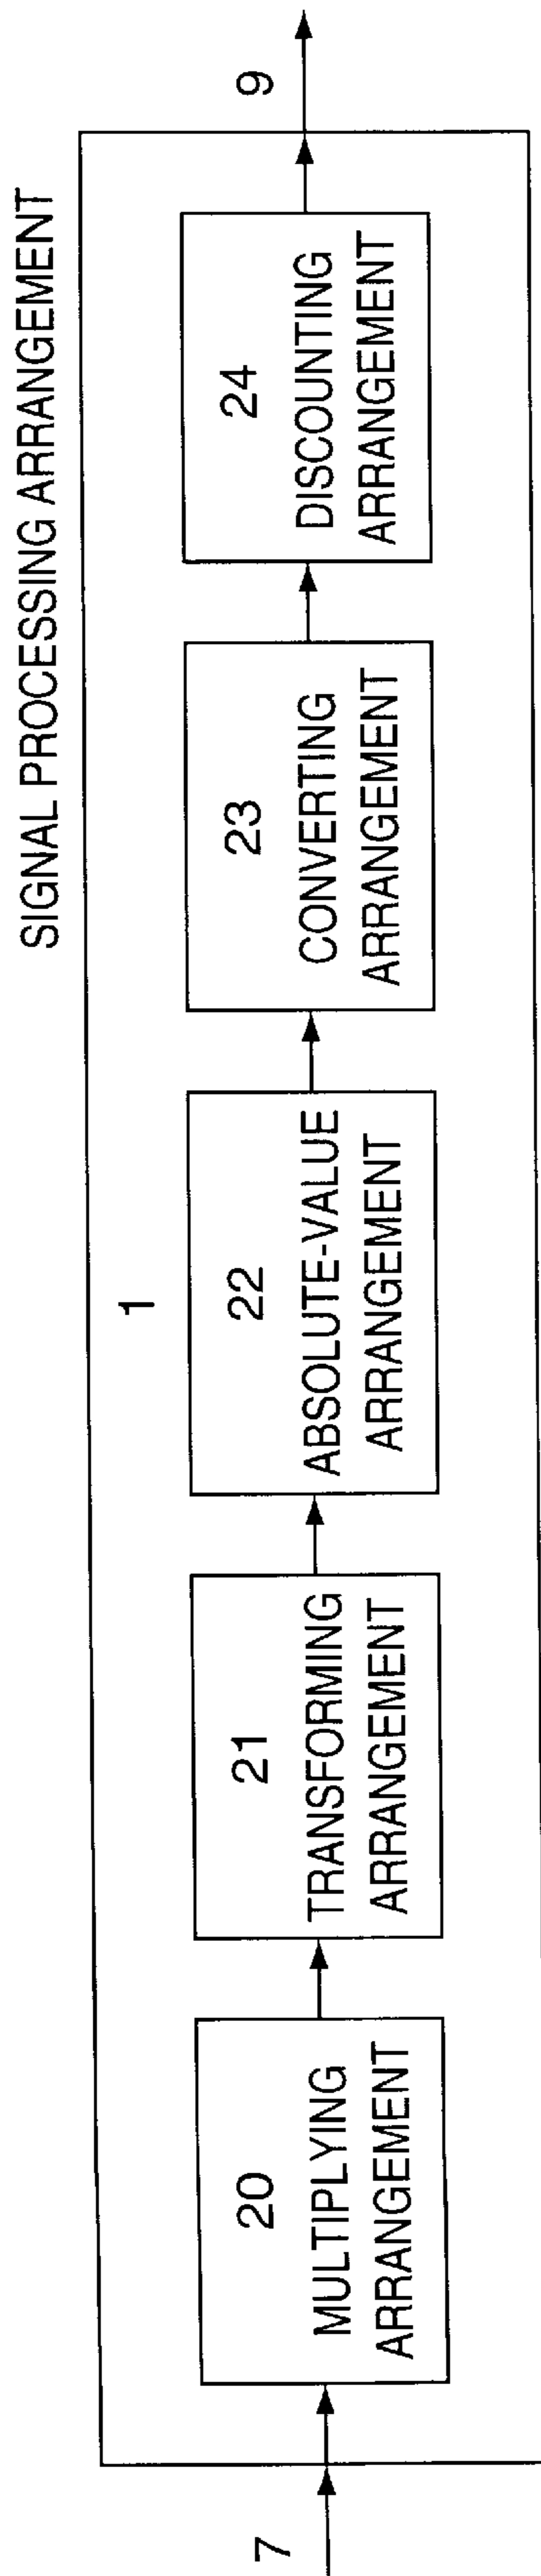 SIGNAL PROCESSING ARRANGEMENT
1
7
20
MULTIPLYING
ARRANGEMENT
21
TRANSFORMING
ARRANGEMENT
22
ABSOLUTE-VALUE
ARRANGEMENT
23
CONVERTING
ARRANGEMENT
24
DISCOUNTING
ARRANGEMENT
9